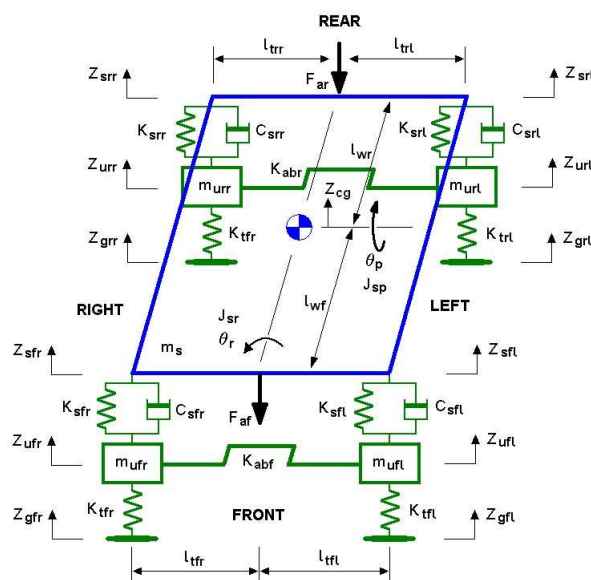 REAR
l_trr l_trl
Z_srr F_ar Z_srl
K_srr C_srr l_wr K_srl C_srl
Z_urr K_abr Z_url
m_urr Z_cg m_url
Z_grr K_tfr K_trl Z_grl
θ_p
RIGHT J_sp LEFT
J_sr l_wf
θ_r
Z_sfr m_s Z_sfl
K_sfr C_sfr F_af K_sfl C_sfl
Z_ufr Z_ufl
m_ufr K_abf m_ufl
Z_gfr K_tfr FRONT K_tfl Z_gfl
l_tfr l_tfl